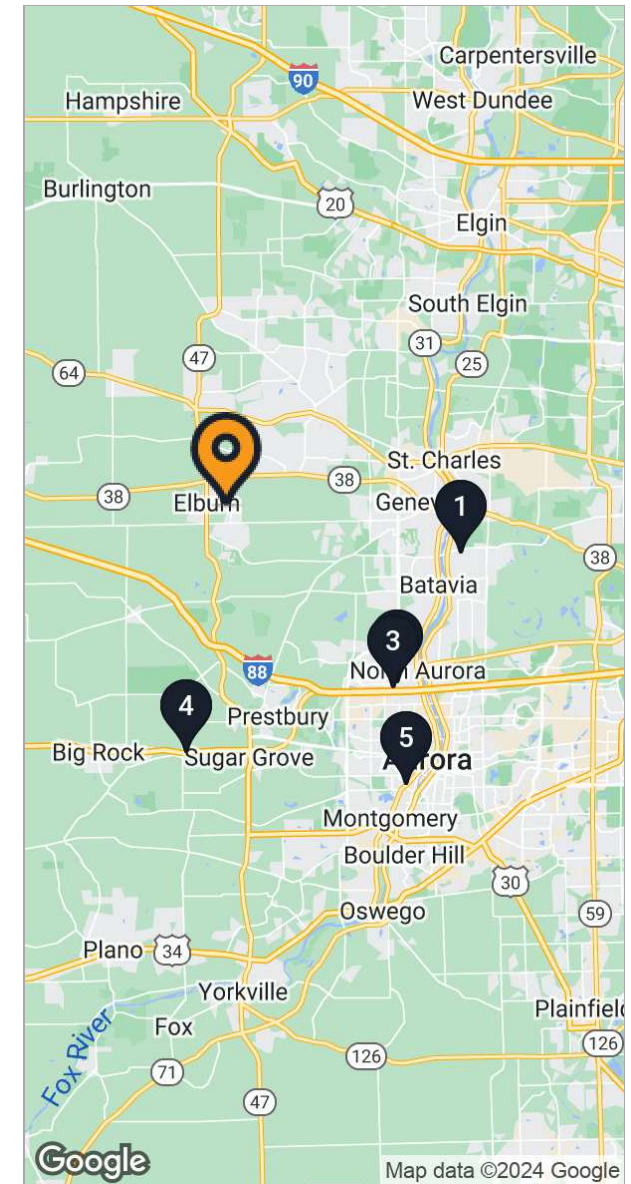 Carpentersville
90
Hampshire
West Dundee
Burlington
20
Elgin
South Elgin
31
47
25
64
St. Charles
38
Elburn
38
1
38
Batavia
3
North Aurora
88
4
Prestbury
Big Rock
Sugar Grove
5
Aurora
Montgomery
Boulder Hill
30
59
Oswego
Plano
34
Yorkville
Plainfield
Fox
Fox River
126
126
71
47
Google
Map data ©2024 Google